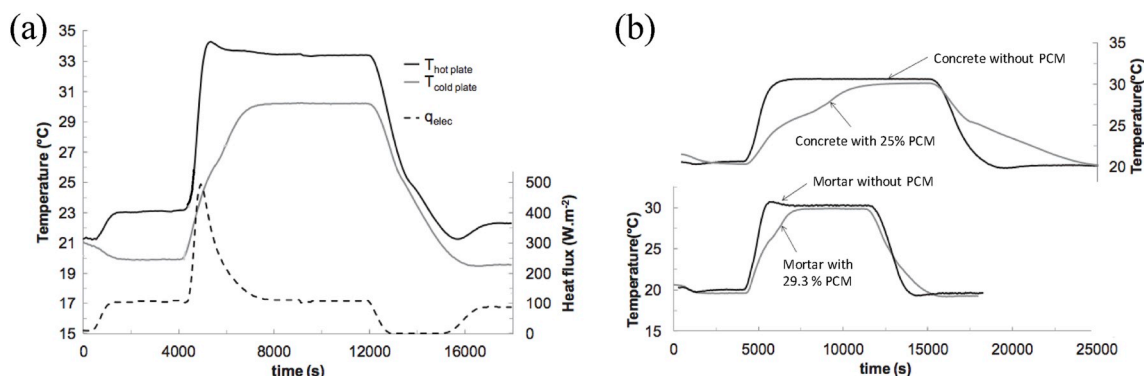 (a)
35
33
31
29
27
25
23
21
19
17
15
Temperature (°C)
T hot plate
T cold plate
q elec
500
400
300
200
100
0
Heat flux (W.m-2)
0
4000
8000
12000
16000
time (s)
(b)
Concrete without PCM
Concrete with 25% PCM
35
30
25
20
Temperature(°C)
Mortar without PCM
Mortar with
29.3 % PCM
30
25
20
15
Temperature(°C)
0
5000
10000
15000
20000
25000
time (s)